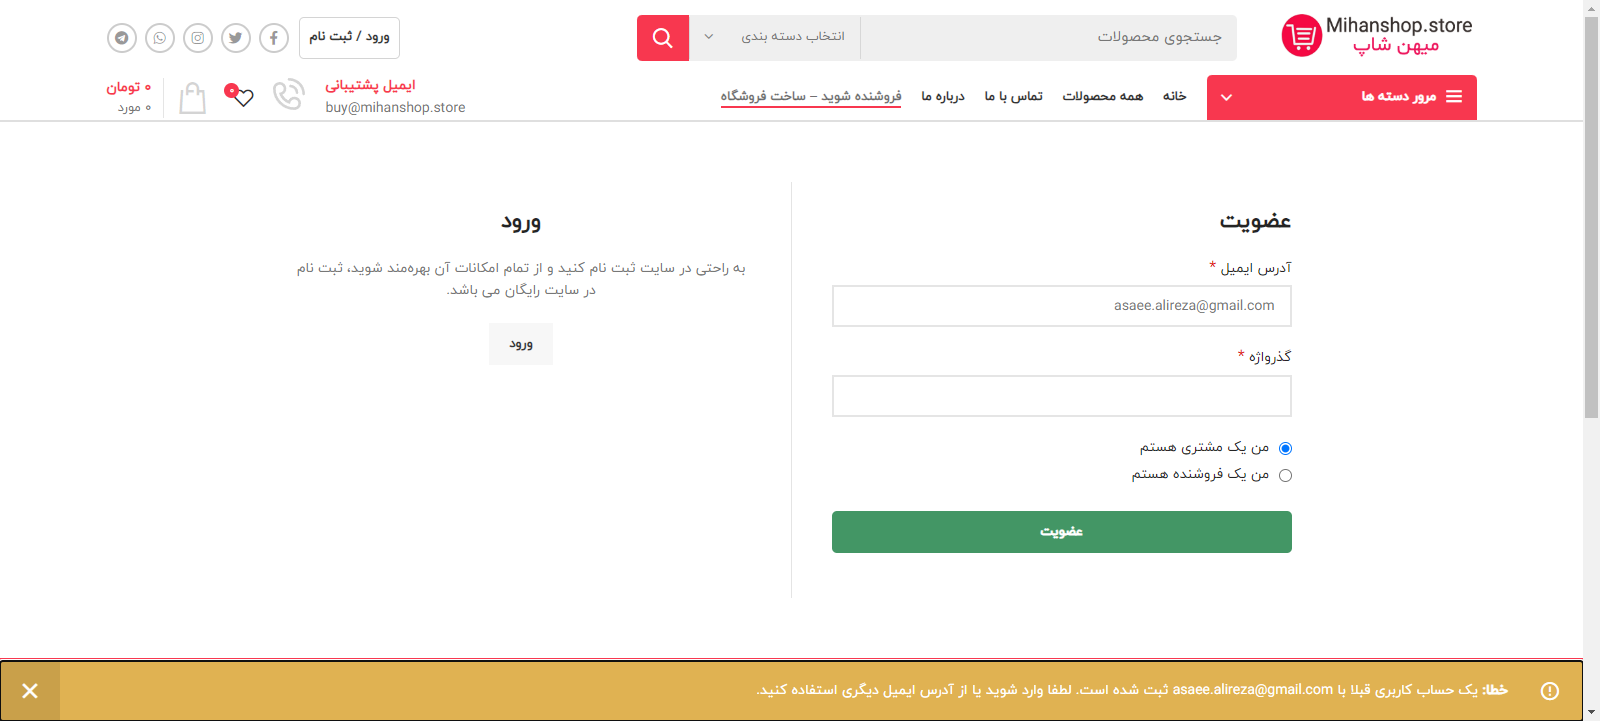 Mihanshop.store
میهن شاپ
جستجوی محصولات
انتخاب دسته بندی
ورود / ثبت نام
مرور دسته ها
خانه
همه محصولات
تماس با ما
درباره ما
فروشنده شوید – ساخت فروشگاه
ایمیل پشتیبانی
buy@mihanshop.store
۰
۰ تومان
۰ مورد
عضویت
آدرس ایمیل *
asaee.alireza@gmail.com
گذرواژه *
من یک مشتری هستم
من یک فروشنده هستم
عضویت
ورود
به راحتی در سایت ثبت نام کنید و از تمام امکانات آن بهره‌مند شوید، ثبت نام
در سایت رایگان می باشد.
ورود
خطا: یک حساب کاربری قبلا با asaee.alireza@gmail.com ثبت شده است. لطفا وارد شوید یا از آدرس ایمیل دیگری استفاده کنید.